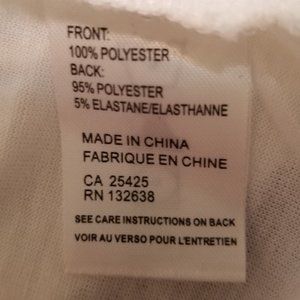 FRONT:
100% POLYESTER
BACK:
95% POLYESTER
5% ELASTANE/ELASTHANNE
MADE IN CHINA
FABRIQUE EN CHINE
CA 25425
RN 132638
SEE CARE INSTRUCTIONS ON BACK
VOIR AU VERSO POUR L'ENTRETIEN